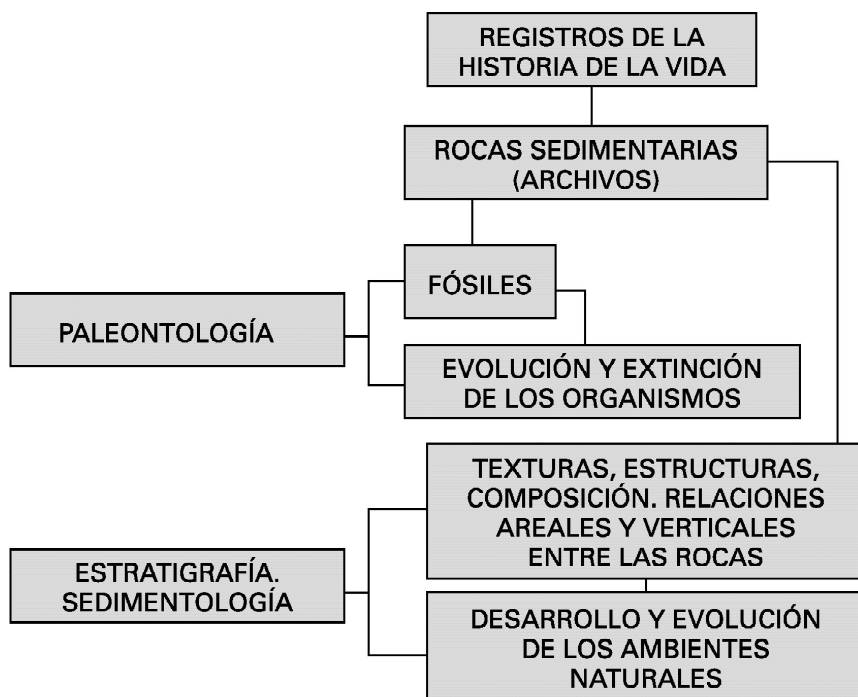 REGISTROS DE LA
HISTORIA DE LA VIDA
ROCAS SEDIMENTARIAS
(ARCHIVOS)
FÓSILES
PALEONTOLOGÍA
EVOLUCIÓN Y EXTINCIÓN
DE LOS ORGANISMOS
TEXTURAS, ESTRUCTURAS,
COMPOSICIÓN. RELACIONES
AREALES Y VERTICALES
ENTRE LAS ROCAS
ESTRATIGRAFÍA.
SEDIMENTOLOGÍA
DESARROLLO Y EVOLUCIÓN
DE LOS AMBIENTES
NATURALES